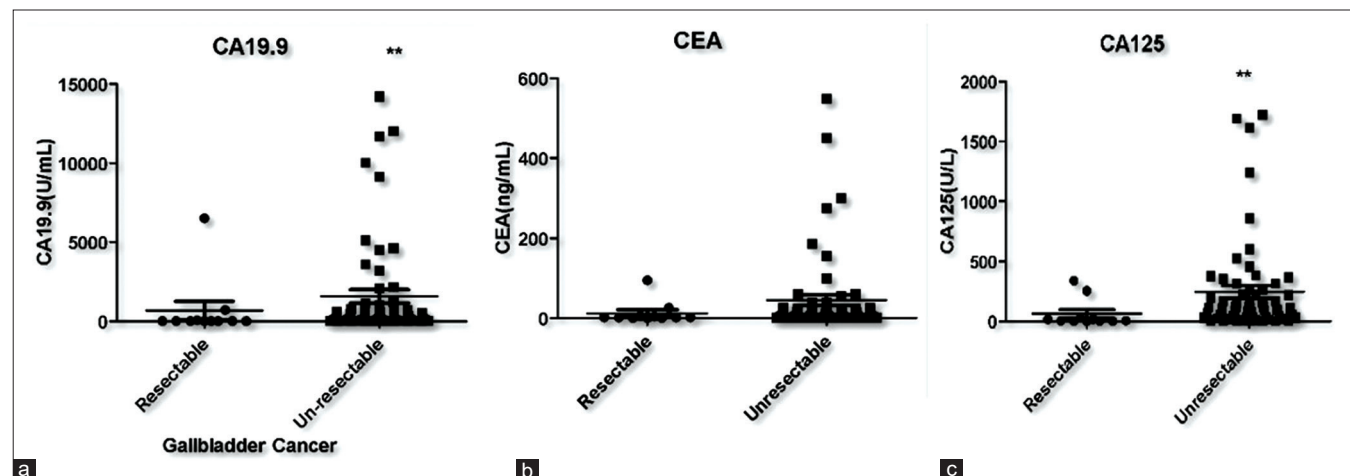 CA19.9
**
CA19.9(U/mL)
15000
10000
5000
0
Resectable
Un-resectable
Gallbladder Cancer
a
CEA
CEA(ng/mL)
600
400
200
0
Resectable
Unresectable
b
CA125
**
CA125(U/L)
2000
1500
1000
500
0
Resectable
Unresectable
c